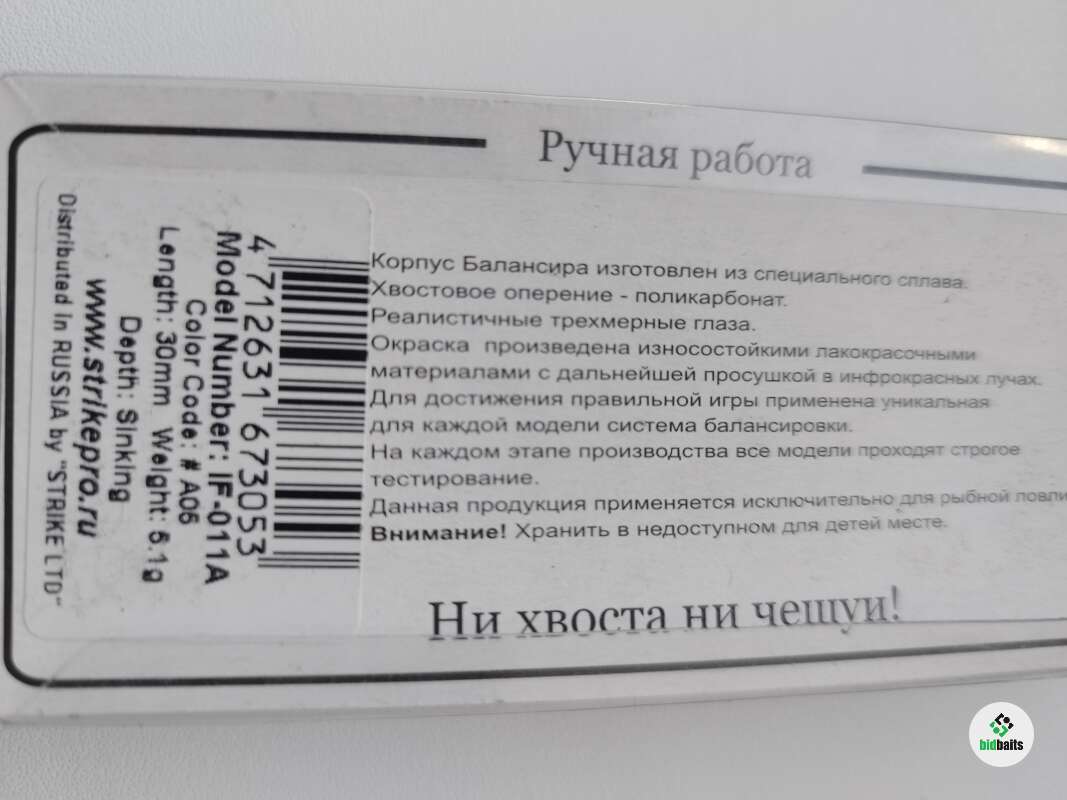 Ручная работа
Корпус Балансира изготовлен из специального сплава.
Хвостовое оперение - поликарбонат.
Реалистичные трехмерные глаза.
Окраска произведена износостойкими лакокрасочными
материалами с дальнейшей просушкой в инфрокрасных лучах.
Для достижения правильной игры применена уникальная
для каждой модели система балансировки.
На каждом этапе производства все модели проходят строгое
тестирование.
Данная продукция применяется исключительно для рыбной ловли
Внимание! Хранить в недоступном для детей месте.
Ни хвоста ни чешуи!
4 712631 673053
Model Number: IF-011A
Color Code: # A06
Length: 30mm Weight: 5.1g
Depth: Sinking
www.strikepro.ru
Distributed in RUSSIA by "STRIKE LTD"
bidbaits